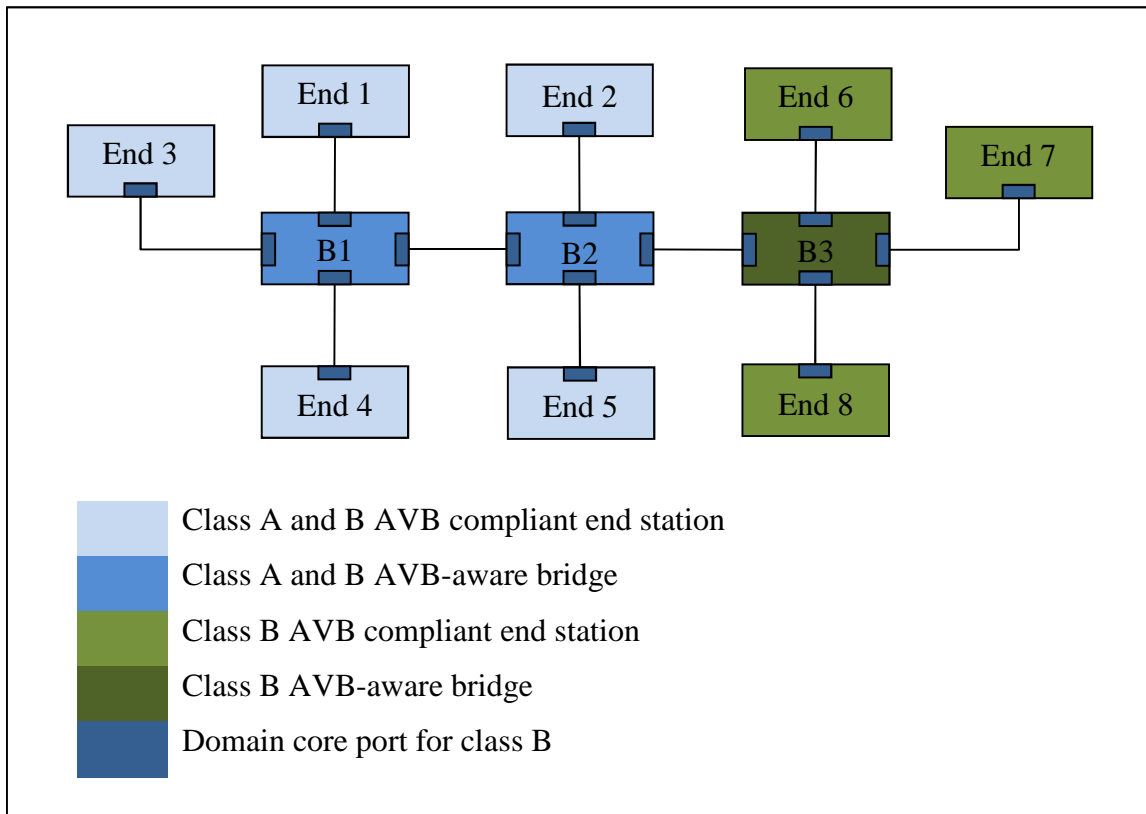 End 1
End 2
End 6
End 3
End 7
B1
B2
B3
End 4
End 5
End 8
Class A and B AVB compliant end station
Class A and B AVB-aware bridge
Class B AVB compliant end station
Class B AVB-aware bridge
Domain core port for class B